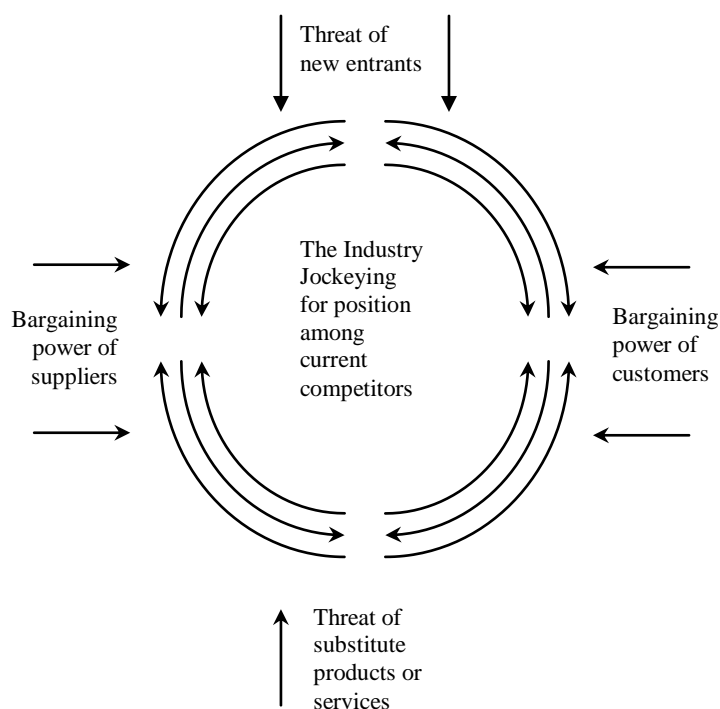 Threat of
new entrants
The Industry
Jockeying
for position
among
current
competitors
Bargaining
power of
suppliers
Bargaining
power of
customers
Threat of
substitute
products or
services